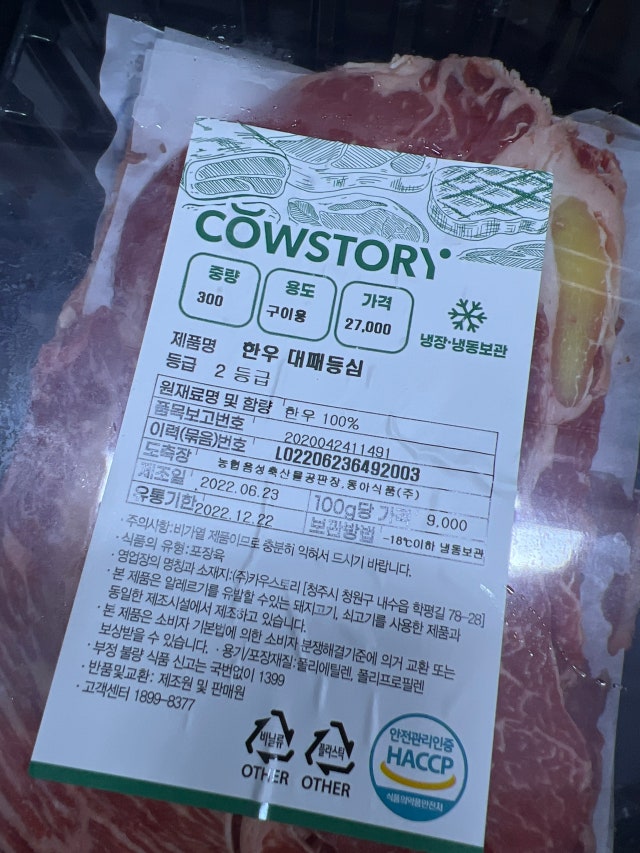 COWSTORY
중량 용도 가격
300 구이용 27,000
냉장·냉동보관
제품명 한우 대패등심
등급 2 등급
원재료명 및 함량 한우 100%
품목보고번호 2020042411491
이력(묶음)번호 L02206236492003
도축장 농협음성축산물공판장,동아식품(주)
제조일 2022.06.23 100g당 가격 9,000
유통기한 2022.12.22 보관방법 -18℃이하 냉동보관
· 주의사항:비가열 제품이므로 충분히 익혀서 드시기 바랍니다.
· 식품의 유형:포장육
· 영업장의 명칭과 소재지:(주)카우스토리 [청주시 청원구 내수읍 학평길 78-28]
· 본 제품은 알레르기를 유발할 수있는 돼지고기, 쇠고기를 사용한 제품과
동일한 제조시설에서 제조하고 있습니다.
· 본 제품은 소비자 기본법에 의한 소비자 분쟁해결기준에 의거 교환 또는
보상받을 수 있습니다. · 용기/포장재질:폴리에틸렌, 폴리프로필렌
· 부정 불량 식품 신고는 국번없이 1399
· 반품및교환: 제조원 및 판매원
· 고객센터 1899-8377
비닐류 플라스틱
OTHER OTHER
안전관리인증
HACCP
식품의약품안전처